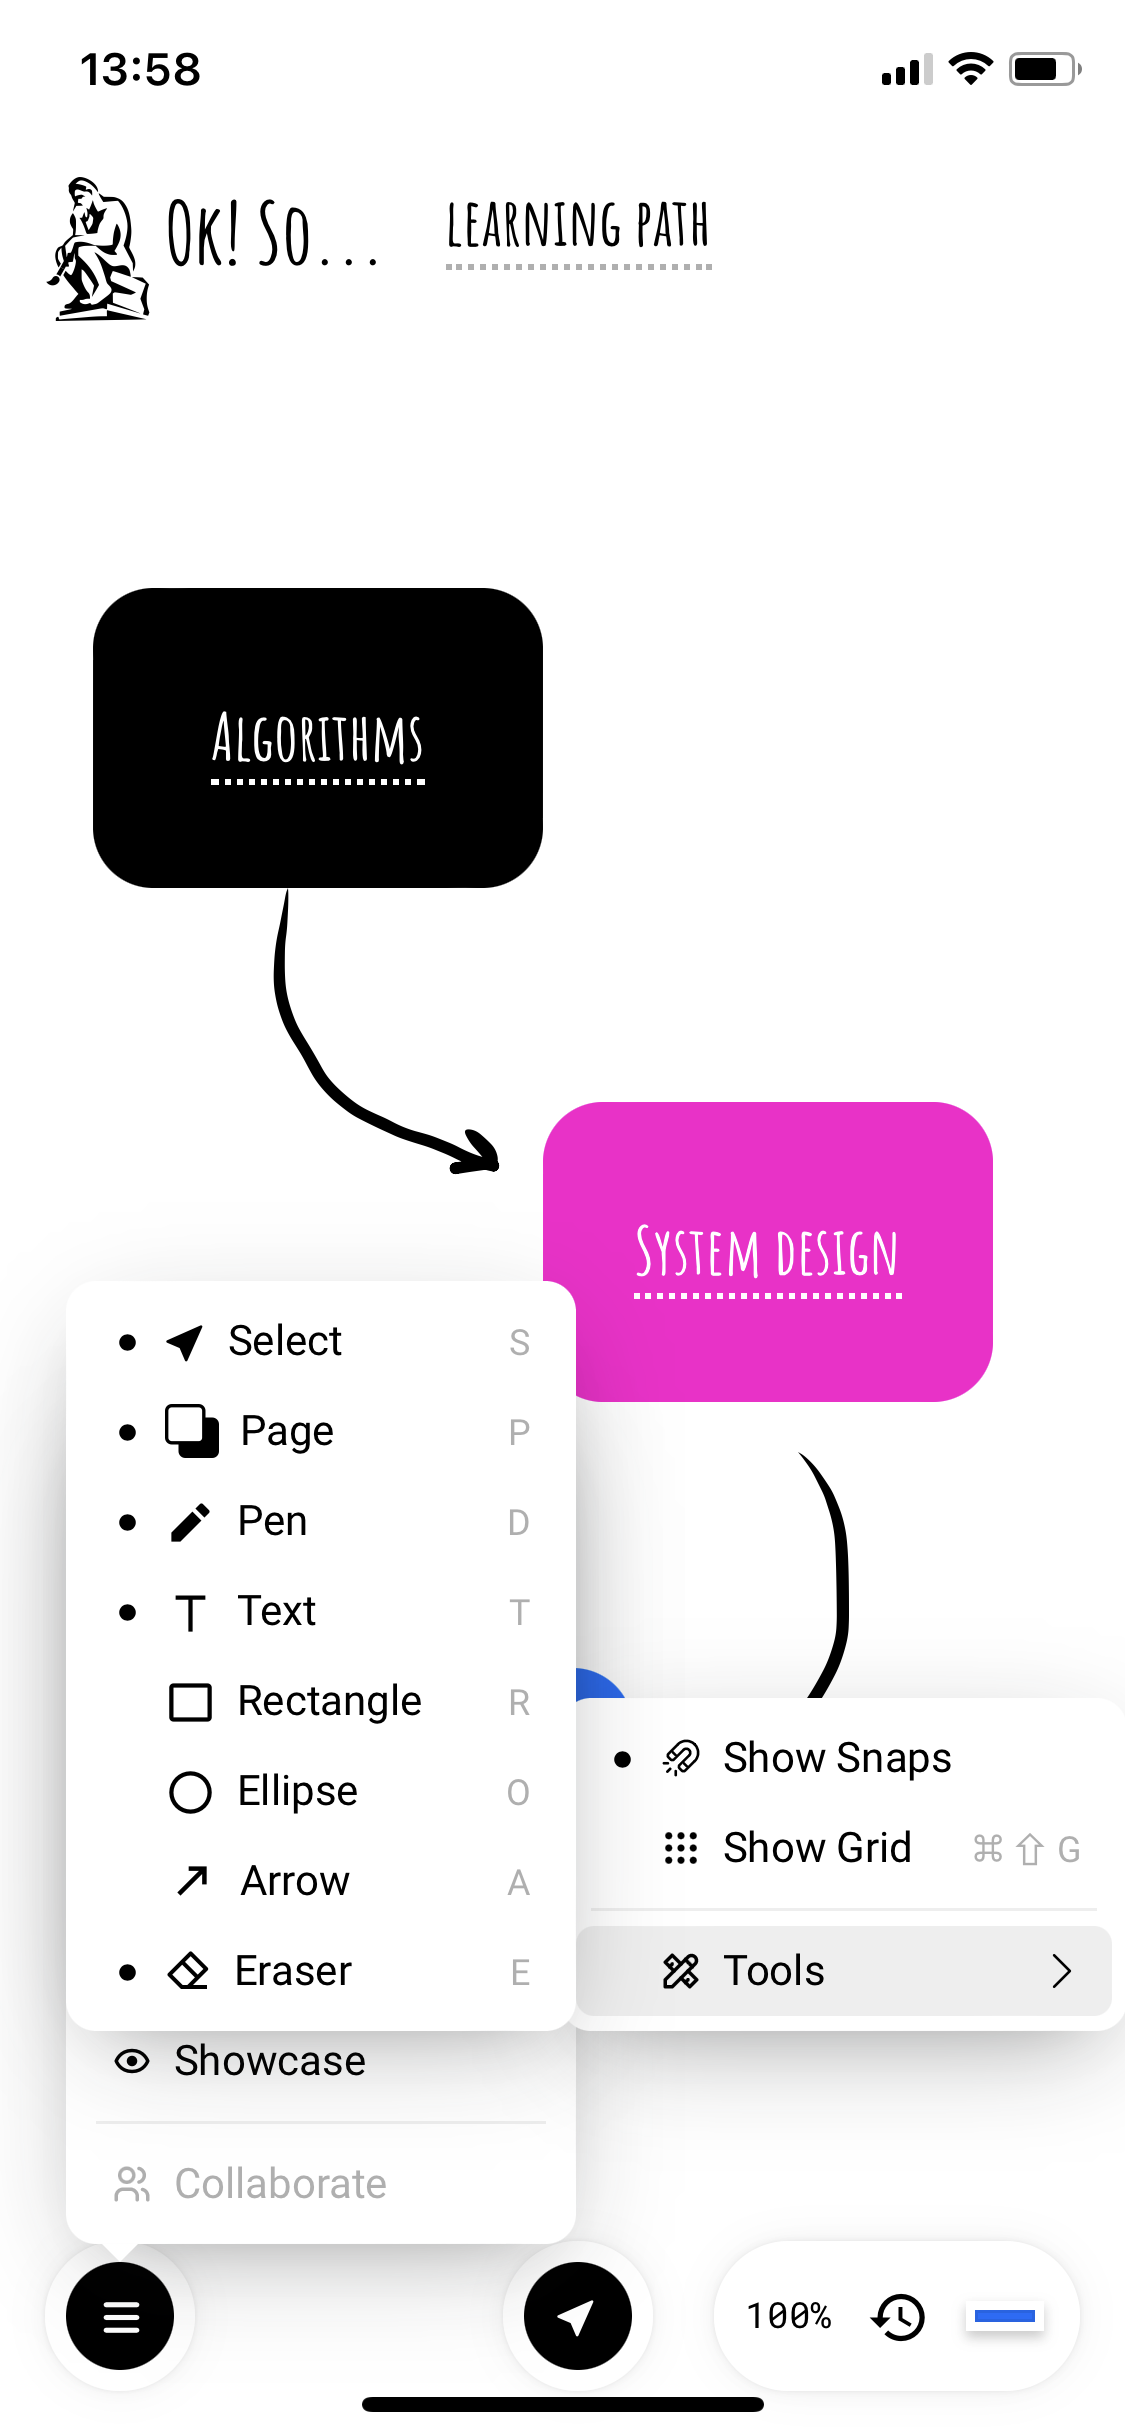 13:58
Ok! So... learning path
Algorithms
System design
Select S
Page P
Pen D
Text T
Rectangle R
Ellipse O
Arrow A
Eraser E
Show Snaps
Show Grid ⌘ ⇧ G
Tools
Showcase
Collaborate
100%